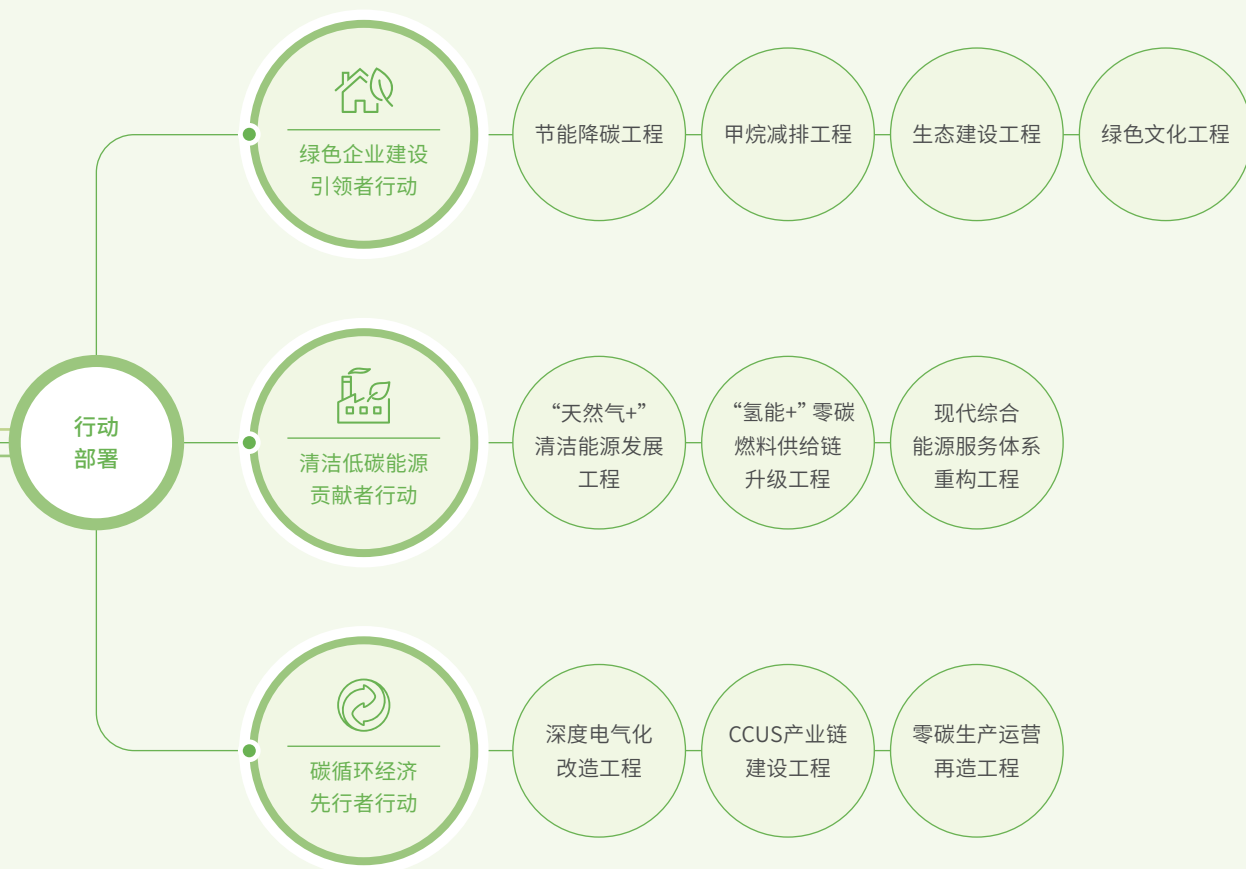 行动
部署
绿色企业建设
引领者行动
节能降碳工程
甲烷减排工程
生态建设工程
绿色文化工程
清洁低碳能源
贡献者行动
“天然气+”
清洁能源发展
工程
“氢能+” 零碳
燃料供给链
升级工程
现代综合
能源服务体系
重构工程
碳循环经济
先行者行动
深度电气化
改造工程
CCUS产业链
建设工程
零碳生产运营
再造工程